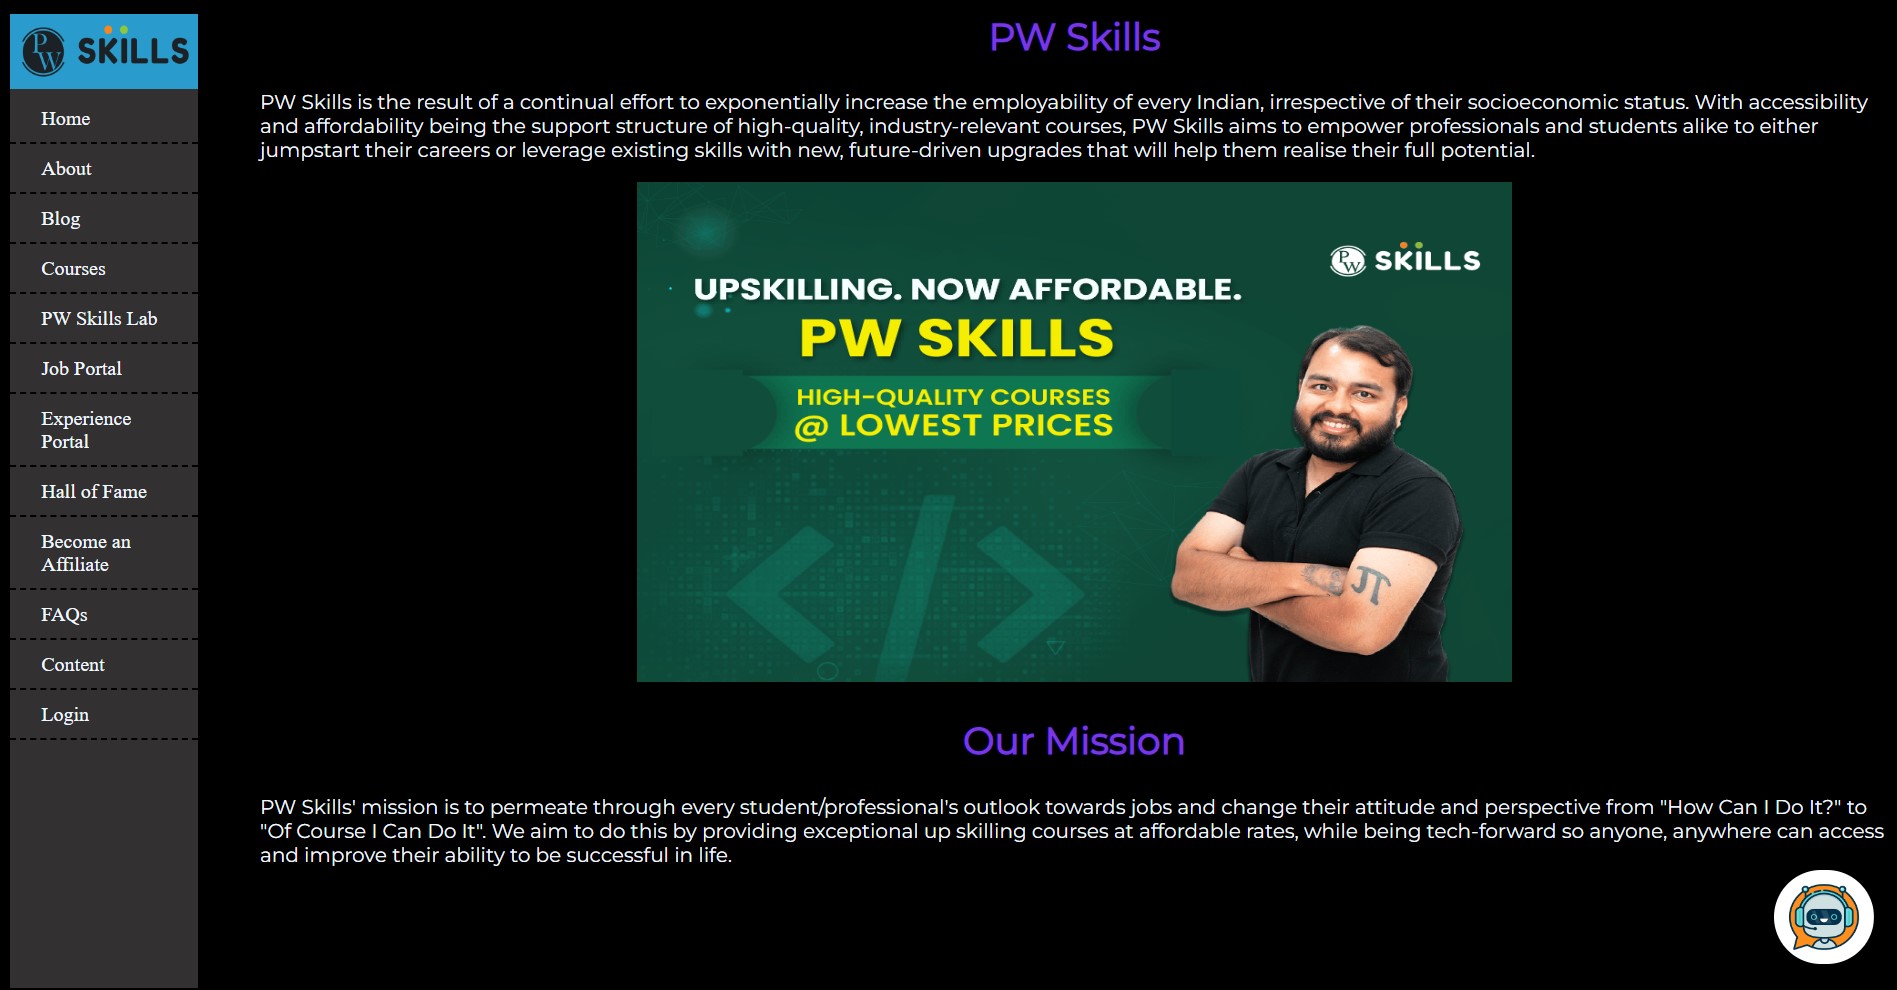 PW SKILLS
Home
About
Blog
Courses
PW Skills Lab
Job Portal
Experience
Portal
Hall of Fame
Become an
Affiliate
FAQs
Content
Login
PW Skills
PW Skills is the result of a continual effort to exponentially increase the employability of every Indian, irrespective of their socioeconomic status. With accessibility
and affordability being the support structure of high-quality, industry-relevant courses, PW Skills aims to empower professionals and students alike to either
jumpstart their careers or leverage existing skills with new, future-driven upgrades that will help them realise their full potential.
PW SKILLS
UPSKILLING. NOW AFFORDABLE.
PW SKILLS
HIGH-QUALITY COURSES
@ LOWEST PRICES
</>
π
Our Mission
PW Skills' mission is to permeate through every student/professional's outlook towards jobs and change their attitude and perspective from "How Can I Do It?" to
"Of Course I Can Do It". We aim to do this by providing exceptional up skilling courses at affordable rates, while being tech-forward so anyone, anywhere can access
and improve their ability to be successful in life.